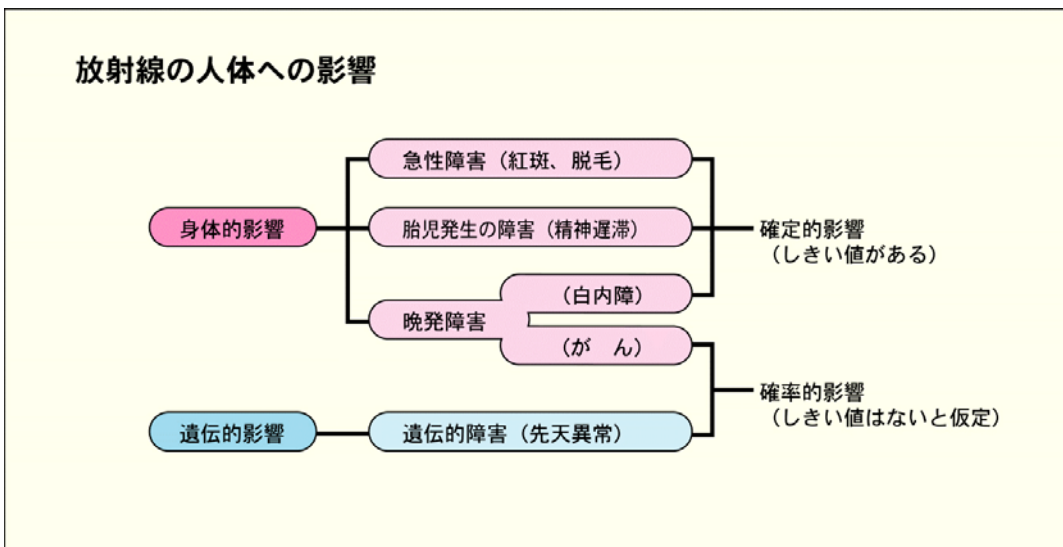 放射線の人体への影響
急性障害（紅斑、脱毛）
身体的影響
胎児発生の障害（精神遅滞）
確定的影響
（しきい値がある）
（白内障）
晩発障害
（が　ん）
確率的影響
（しきい値はないと仮定）
遺伝的影響
遺伝的障害（先天異常）